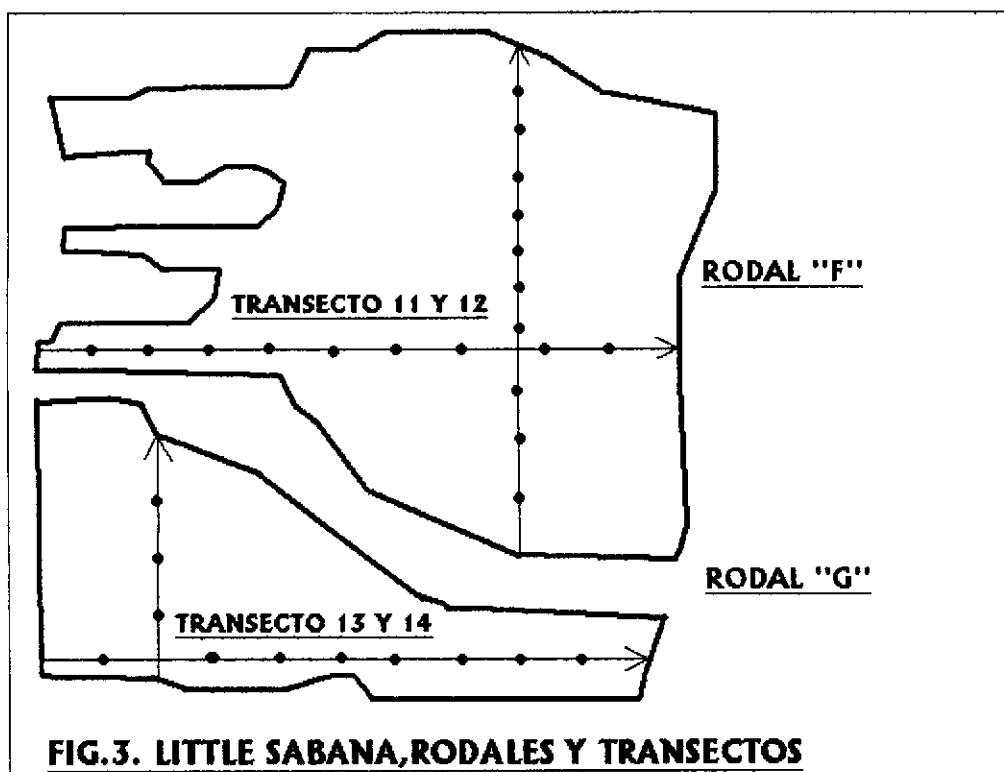 RODAL "F"
TRANSECTO 11 Y 12
RODAL "G"
TRANSECTO 13 Y 14
FIG.3. LITTLE SABANA,RODALES Y TRANSECTOS